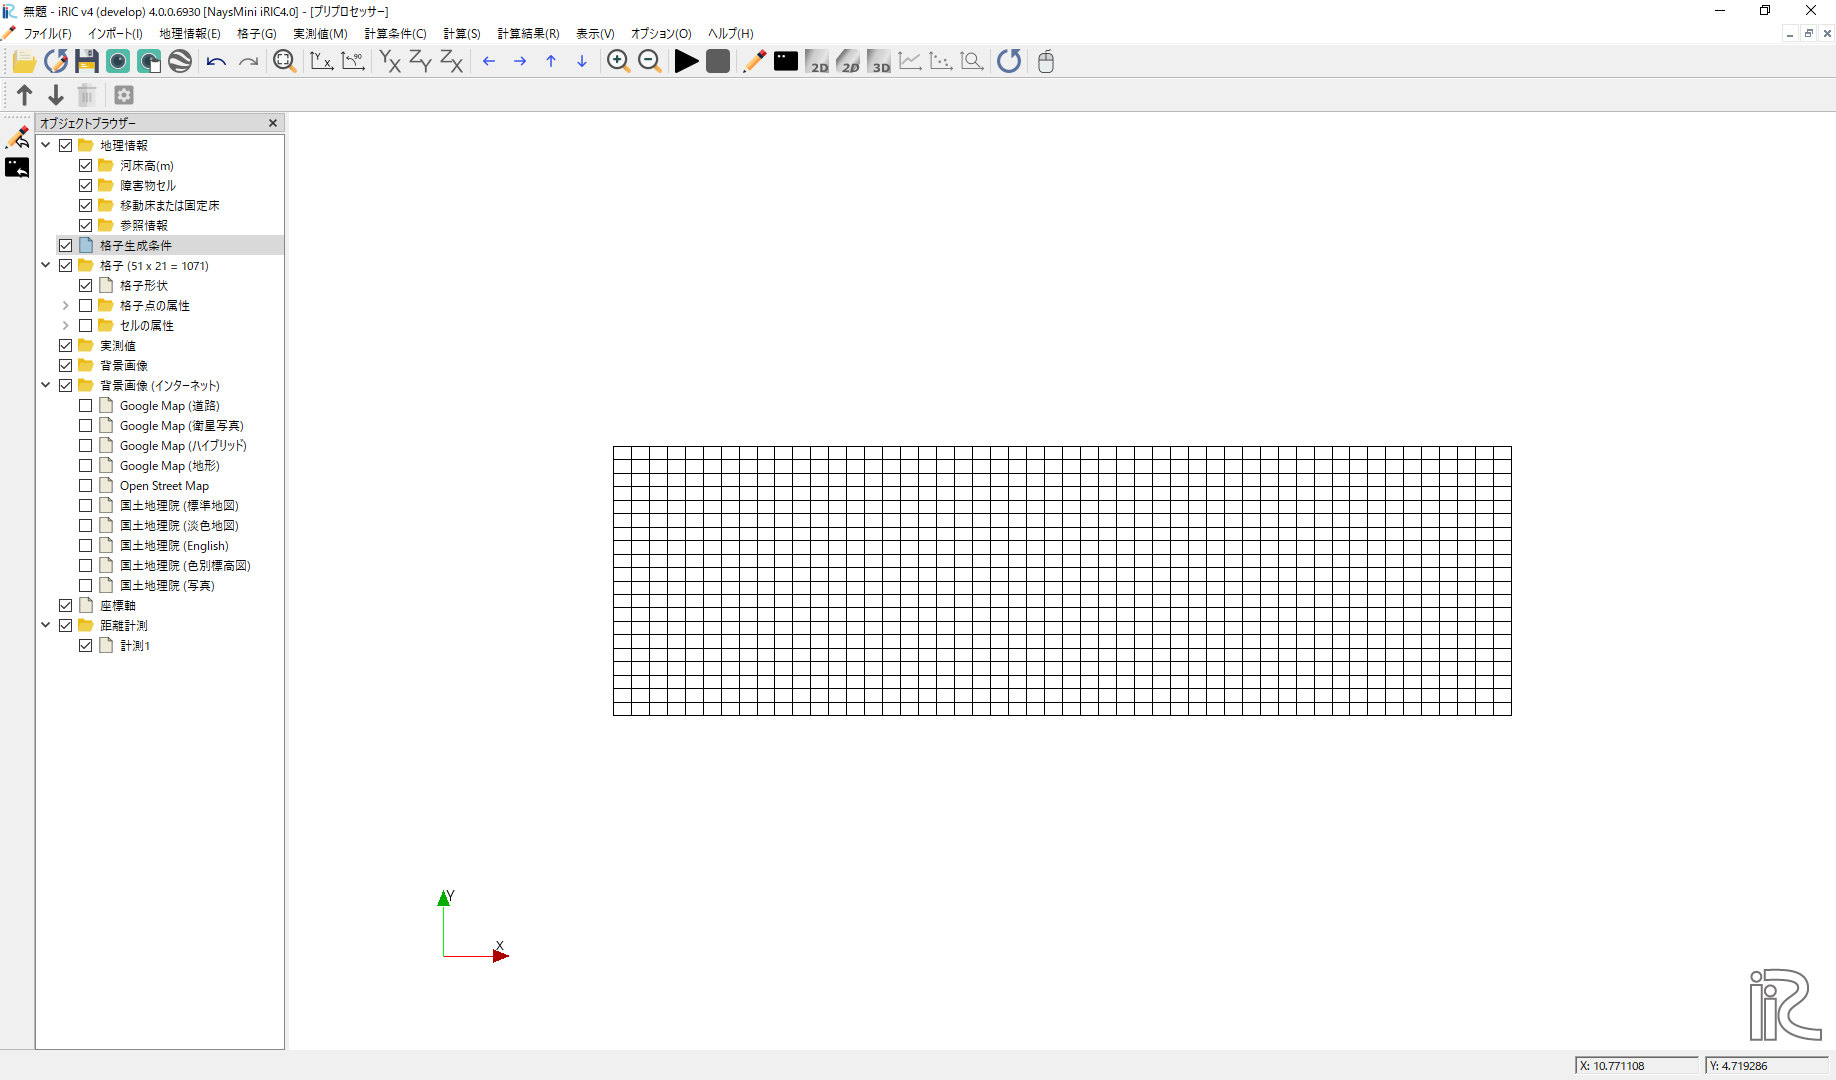 無題 - iRIC v4 (develop) 4.0.0.6930 [NaysMini iRIC4.0] - [プリプロセッサー]
ファイル(F) インポート(I) 地理情報(E) 格子(G) 実測値(M) 計算条件(C) 計算(S) 計算結果(R) 表示(V) オプション(O) ヘルプ(H)
Y X 90 YX ZY ZX 2D 2D 3D
オブジェクトブラウザー
地理情報
河床高(m)
障害物セル
移動床または固定床
参照情報
格子生成条件
格子 (51 x 21 = 1071)
格子形状
格子点の属性
セルの属性
実測値
背景画像
背景画像 (インターネット)
Google Map (道路)
Google Map (衛星写真)
Google Map (ハイブリッド)
Google Map (地形)
Open Street Map
国土地理院 (標準地図)
国土地理院 (淡色地図)
国土地理院 (English)
国土地理院 (色別標高図)
国土地理院 (写真)
座標軸
距離計測
計測1
Y
X
iRIC
X: 10.771108 Y: 4.719286